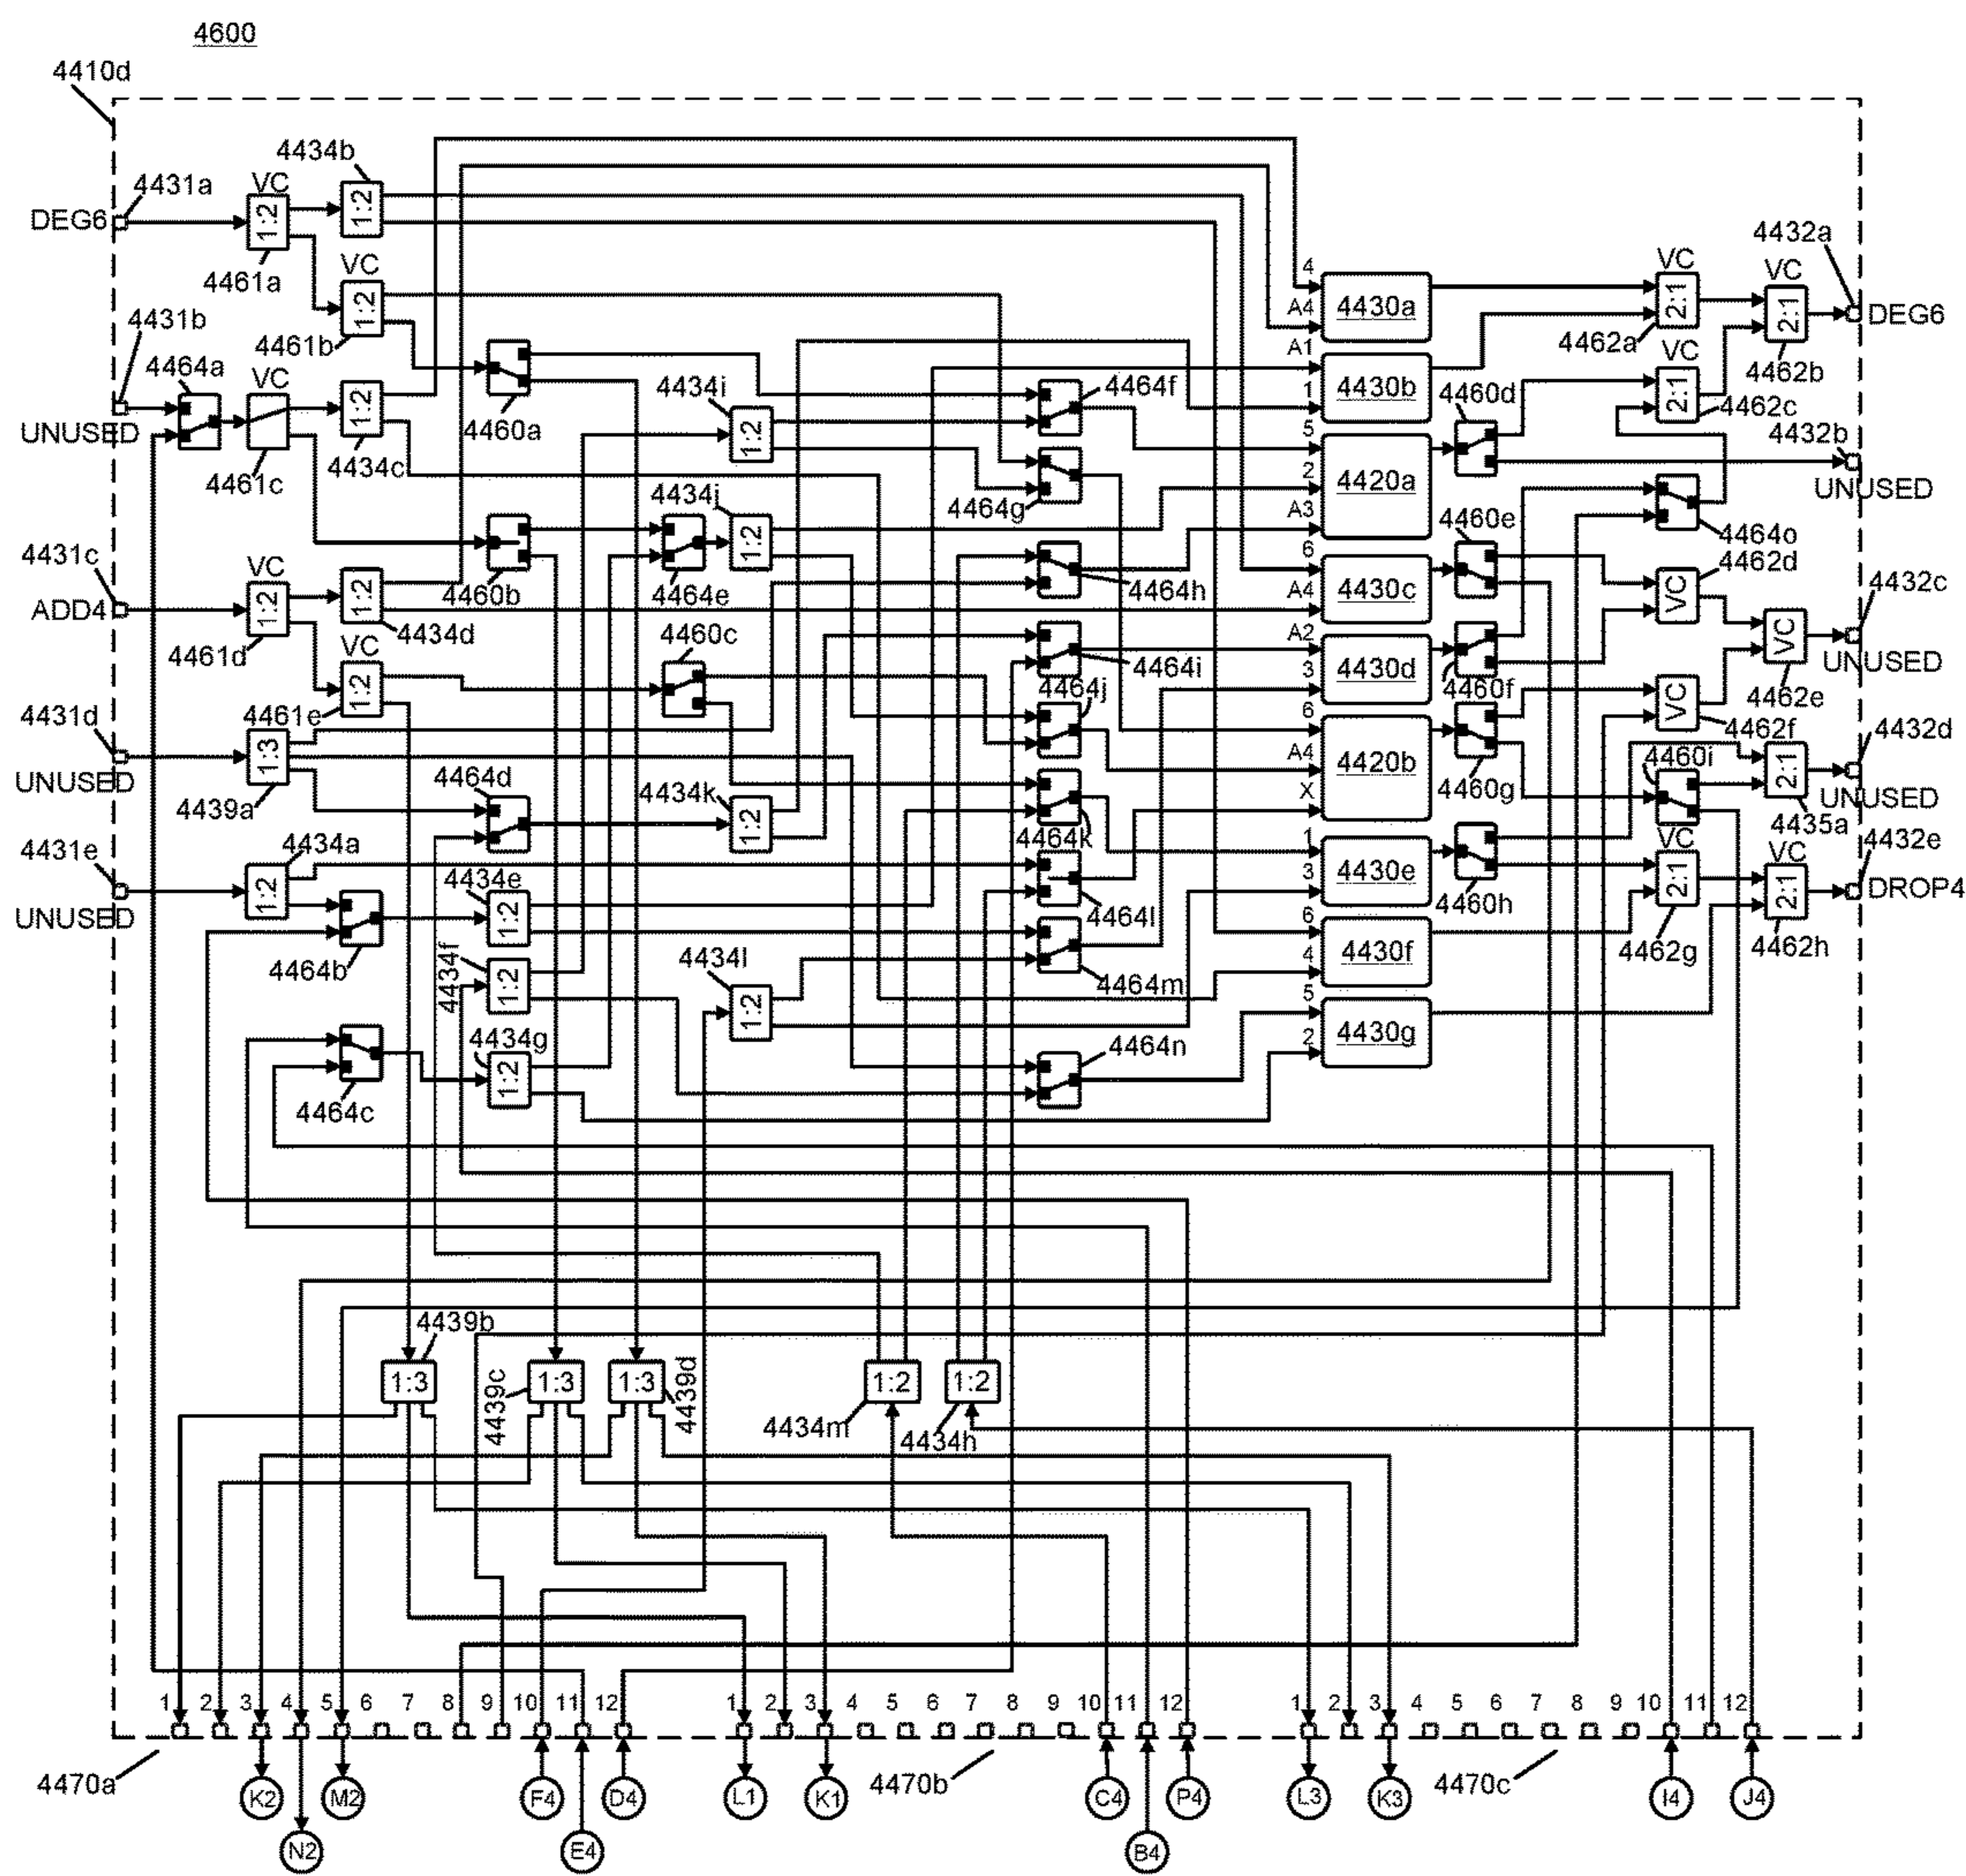 4600
4410d
4434b
4431a
VC
1:2
1:2
DEG6
4461a
VC
1:2
4461b
4431b
4464a
VC
UNUSED
4461c
1:2
4434c
4460a
4434i
1:2
4464f
4464g
4434j
1:2
4460b
4464e
4464h
4431c
ADD4
VC
1:2
4461d
1:2
4434d
VC
1:2
4461e
4460c
4464i
4464j
4431d
UNUSED
1:3
4439a
4464d
4434k
1:2
4464k
4431e
UNUSED
4434a
1:2
4464b
4434e
1:2
4464l
4434f
1:2
4434l
1:2
4464m
4464c
4434g
1:2
4464n
4
A4
4430a
A1
1
4430b
5
2
A3
4420a
6
A4
4430c
A2
3
4430d
6
A4
X
4420b
1
3
4430e
6
4
4430f
5
2
4430g
VC
2:1
4462a
VC
2:1
4462b
4432a
DEG6
VC
2:1
4462c
4460d
4432b
UNUSED
4464o
4460e
VC
4462d
4432c
UNUSED
VC
4462e
4460f
VC
4462f
4460g
4460i
2:1
4435a
4432d
UNUSED
4460h
VC
2:1
4462g
VC
2:1
4462h
4432e
DROP4
4439b
1:3
4439c
1:3
4439d
1:3
1:2
4434m
1:2
4434h
1 2 3 4 5 6 7 8 9 10 11 12
1 2 3 4 5 6 7 8 9 10 11 12
1 2 3 4 5 6 7 8 9 10 11 12
4470a
4470b
4470c
K2
M2
F4
D4
L1
K1
C4
P4
L3
K3
I4
J4
N2
E4
B4